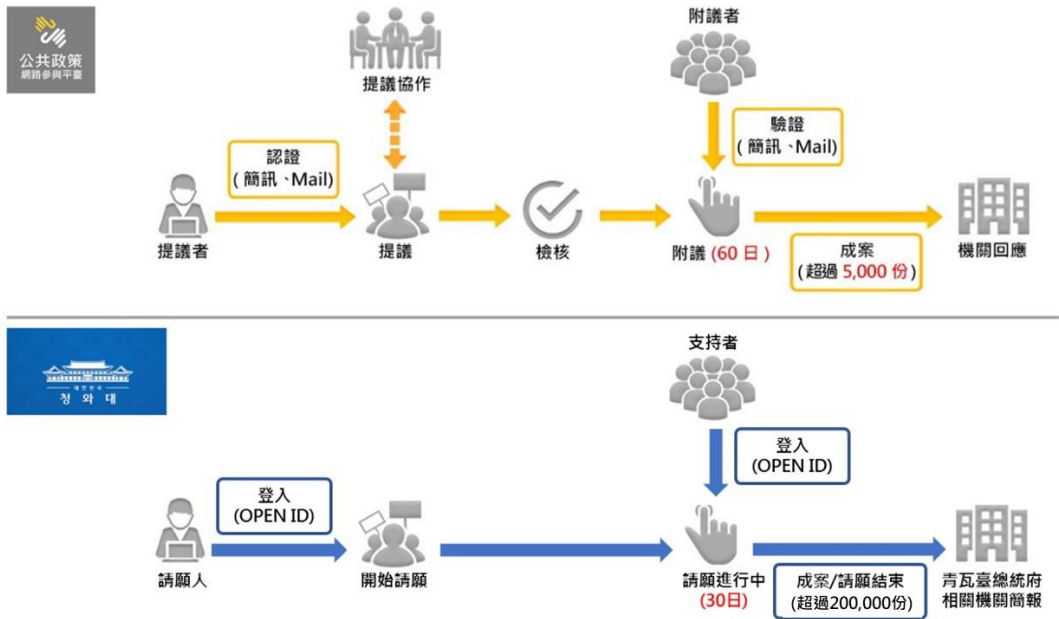 公共政策
網路參與平臺
提議協作
附議者
認證
( 簡訊、Mail)
驗證
( 簡訊、Mail)
提議者
提議
檢核
附議 (60 日 )
成案
(超過 5,000 份)
機關回應
대한민국
청와대
支持者
登入
(OPEN ID)
登入
(OPEN ID)
請願人
開始請願
請願進行中
(30日)
成案/請願結束
(超過200,000份)
青瓦臺總統府
相關機關簡報